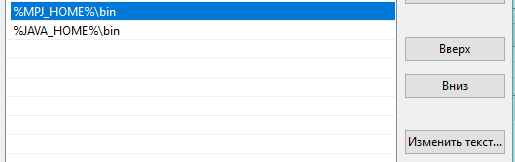 %MPJ_HOME%\bin
%JAVA_HOME%\bin
Вверх
Вниз
Изменить текст...